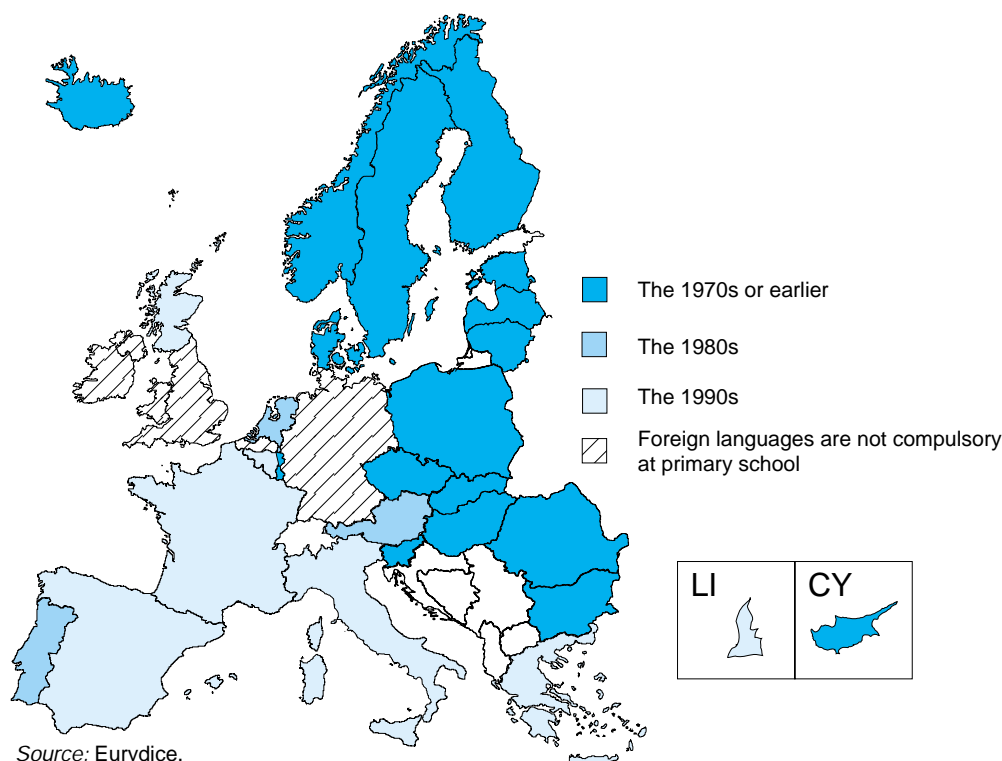 The 1970s or earlier
The 1980s
The 1990s
Foreign languages are not compulsory
at primary school
LI
CY
Source: Eurydice.